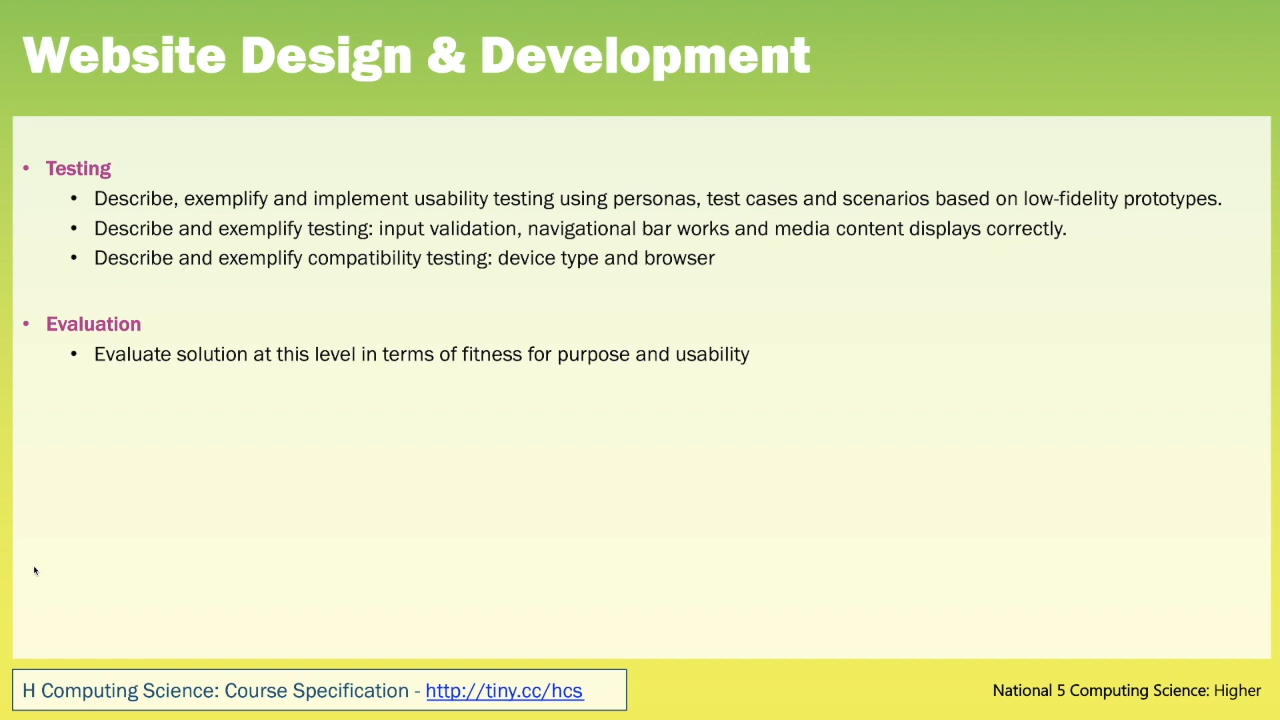 Website Design & Development
• Testing
• Describe, exemplify and implement usability testing using personas, test cases and scenarios based on low-fidelity prototypes.
• Describe and exemplify testing: input validation, navigational bar works and media content displays correctly.
• Describe and exemplify compatibility testing: device type and browser
• Evaluation
• Evaluate solution at this level in terms of fitness for purpose and usability
H Computing Science: Course Specification - http://tiny.cc/hcs
National 5 Computing Science: Higher